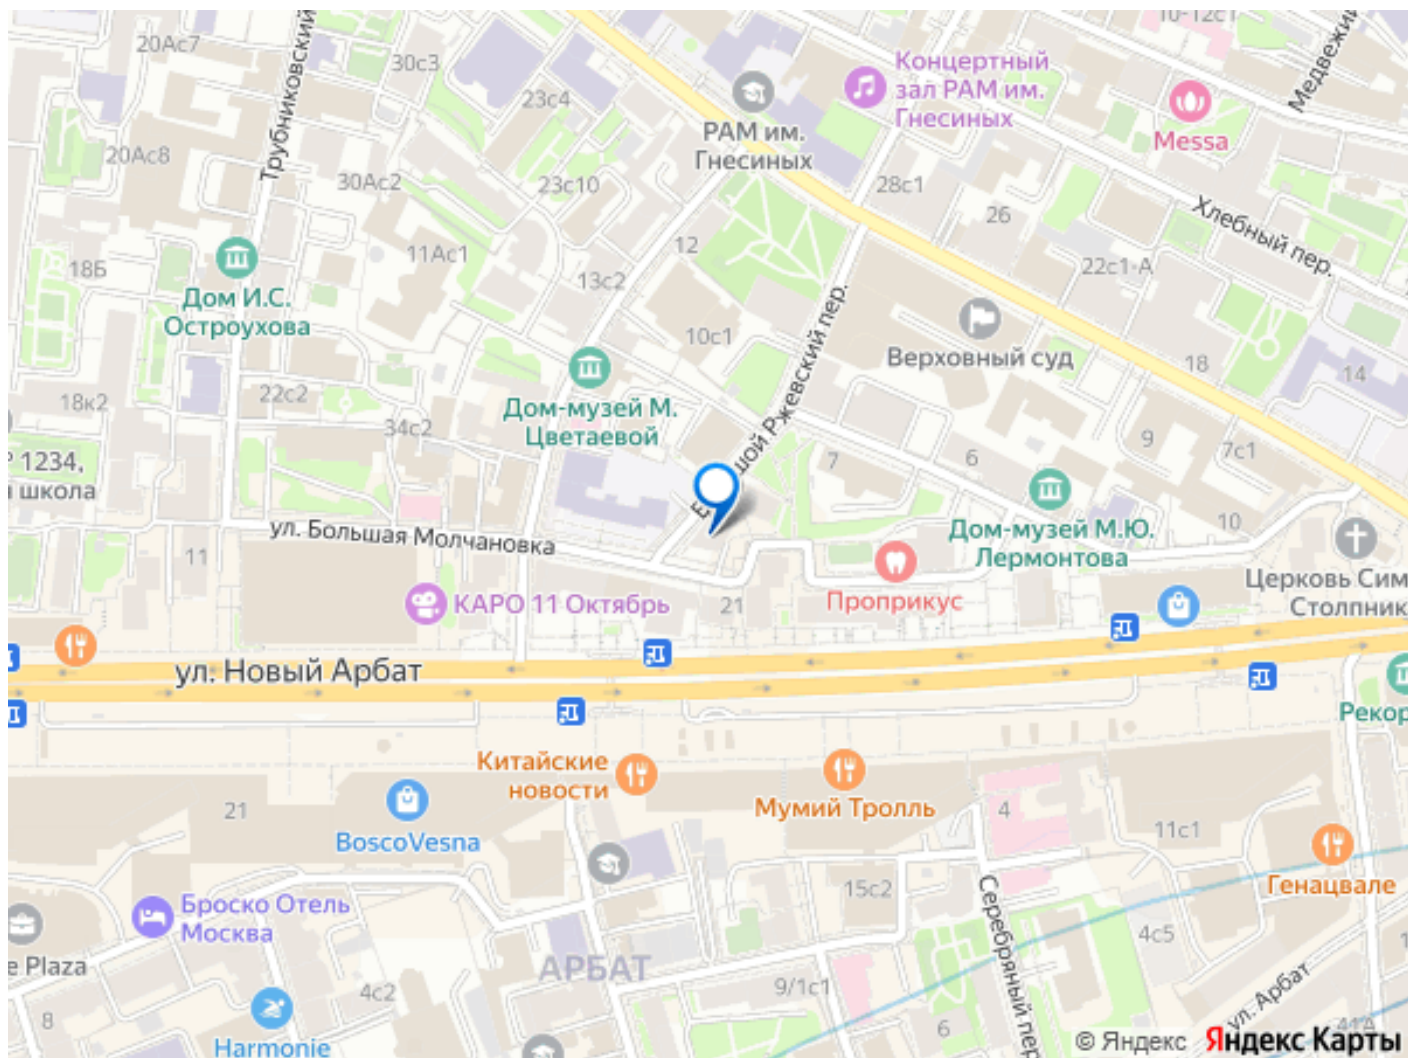 20Ас7
Трубниковский
30с3
23с4
20Ас8
30Ас2
23с10
РАМ им.
Гнесиных
Концертный
зал РАМ им.
Гнесиных
10-12с1
Медвежий
Messa
28с1
26
Хлебный пер.
22с1-А
12
11Ас1
13с2
18Б
Дом И.С.
Остроухова
10с1
ой Ржевский пер.
Верховный суд
18
14
22с2
18к2
34с2
Дом-музей М.
Цветаевой
9
7с1
7
6
1234,
школа
ул. Большая Молчановка
11
10
Дом-музей М.Ю.
Лермонтова
Церковь Сим
Столпник
Проприкус
КАРО 11 Октябрь
21
ул. Новый Арбат
Рекор
Китайские
новости
Мумий Тролль
21
BoscoVesna
4
11с1
Генацвале
15с2
Броско Отель
Москва
Серебряный пер
4с5
e Plaza
АРБАТ
4с2
9/1с1
ул. Арбат
8
6
41А
Harmonie
© Яндекс Яндекс Карты